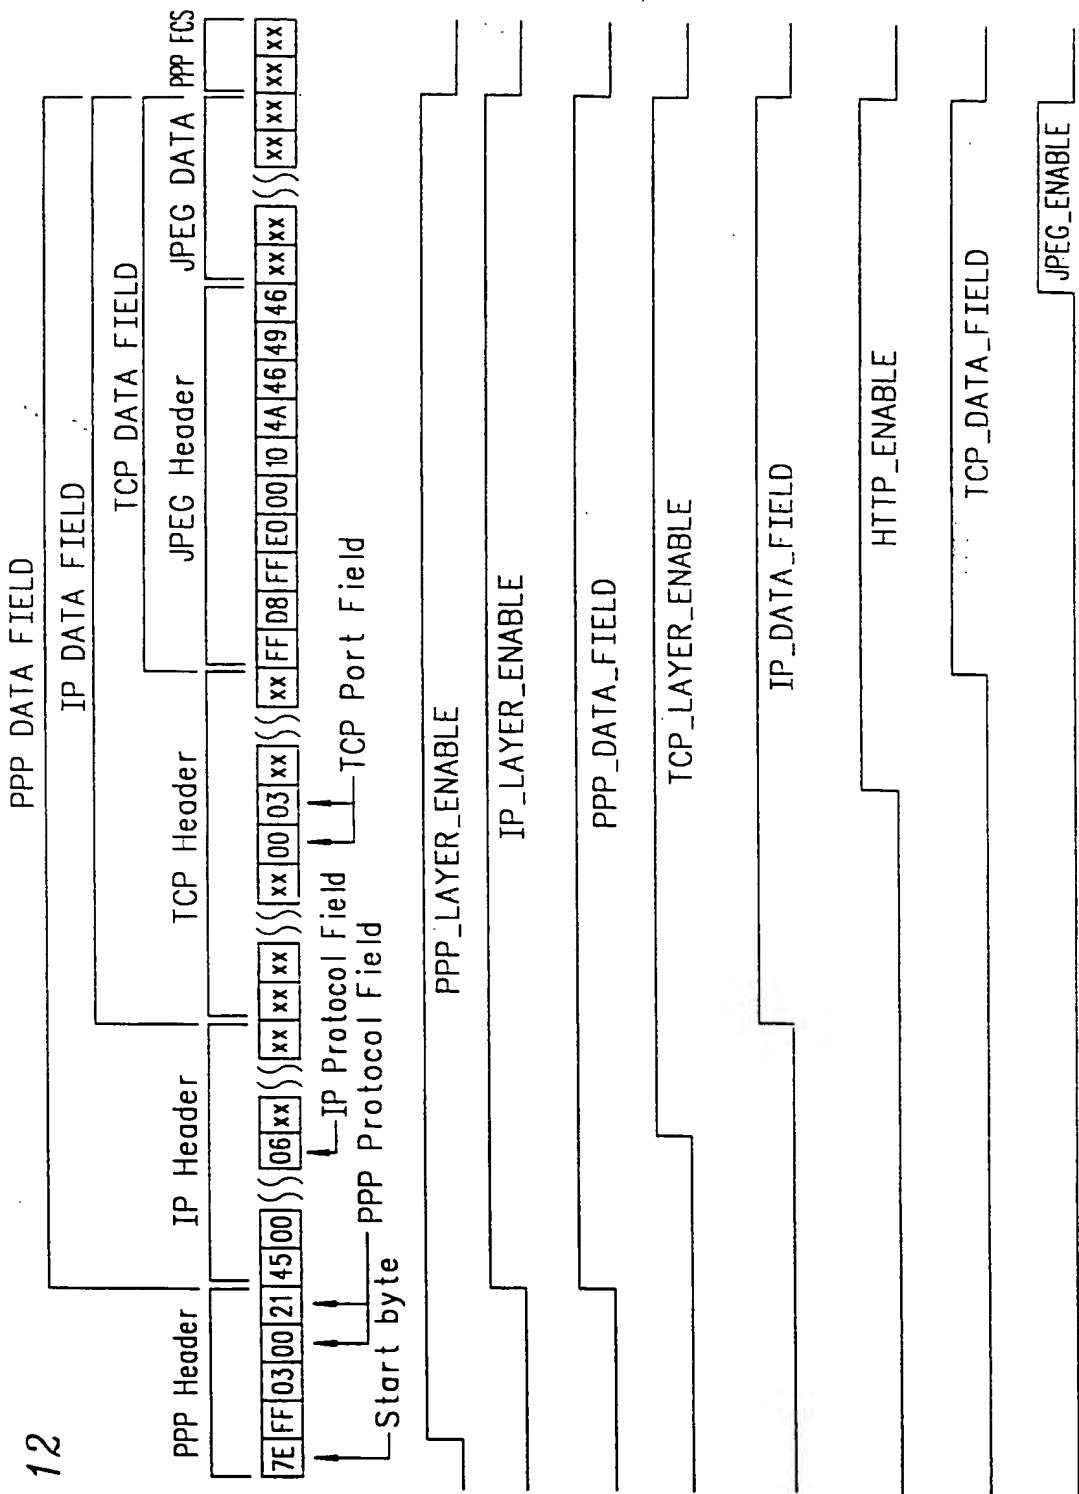 12
PPP DATA FIELD
IP DATA FIELD
TCP DATA FIELD
PPP Header
IP Header
TCP Header
JPEG Header
JPEG DATA
PPP FCS
7E FF 03 00 21 45 00 06 xx xx xx xx xx xx 00 03 xx xx FF D8 FF E0 00 10 4A 46 49 46 xx xx xx xx xx xx
Start byte
PPP Protocol Field
IP Protocol Field
TCP Port Field
PPP_LAYER_ENABLE
IP_LAYER_ENABLE
PPP_DATA_FIELD
TCP_LAYER_ENABLE
IP_DATA_FIELD
HTTP_ENABLE
TCP_DATA_FIELD
JPEG_ENABLE